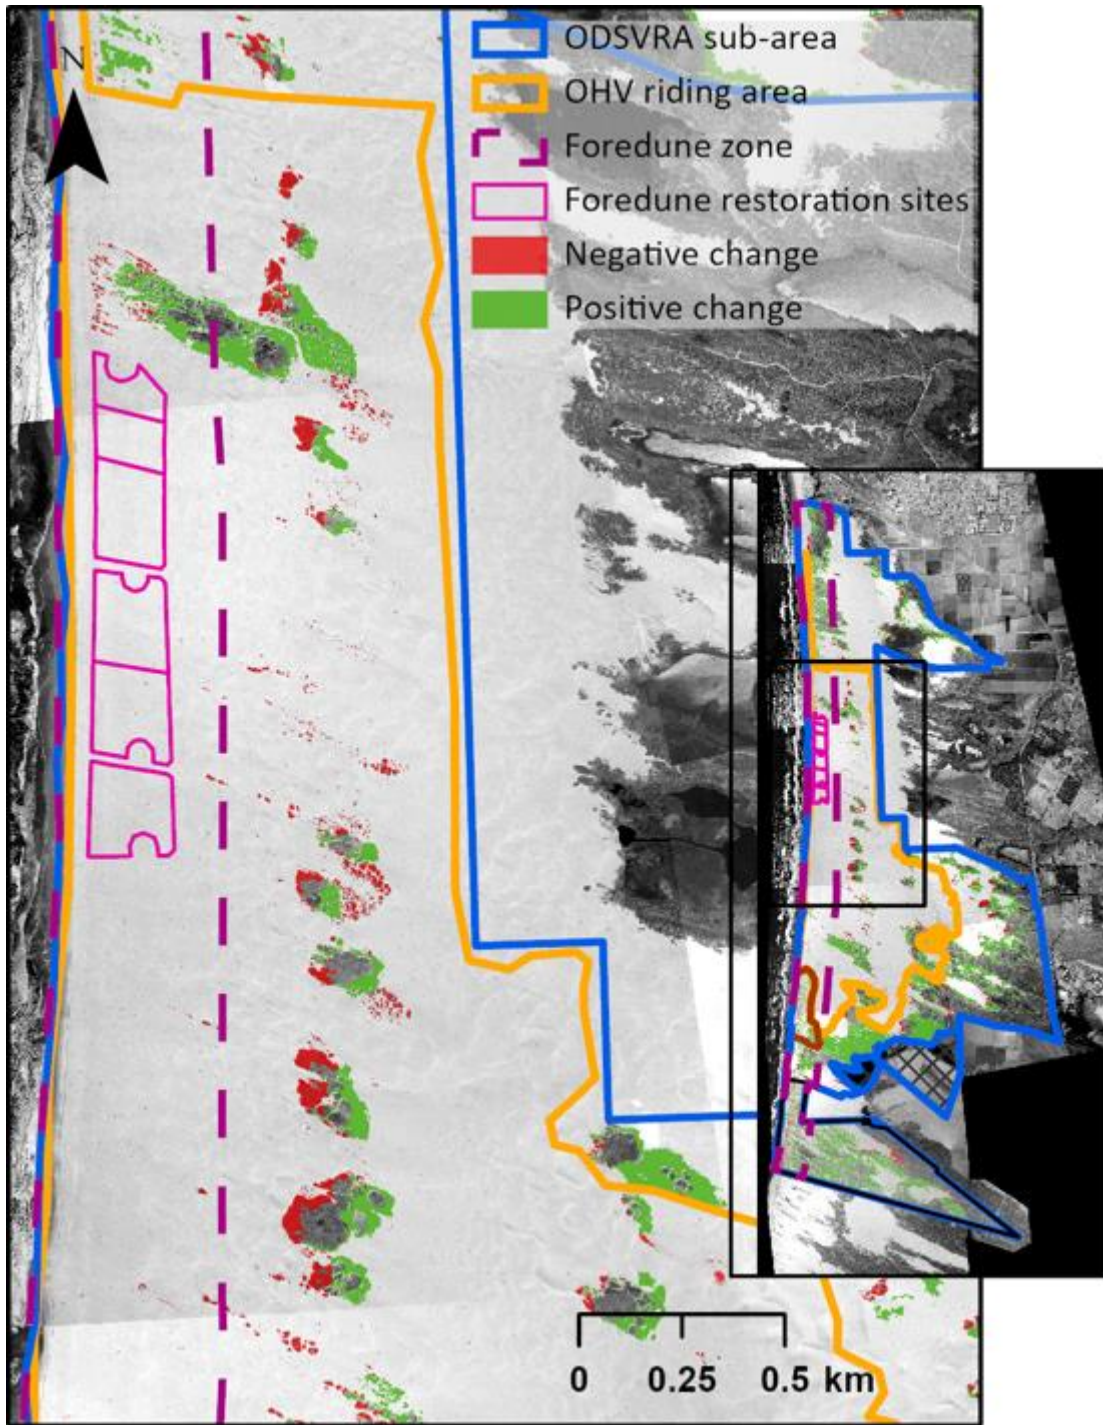 N
ODSVRA sub-area
OHV riding area
Foredune zone
Foredune restoration sites
Negative change
Positive change
0 0.25 0.5 km